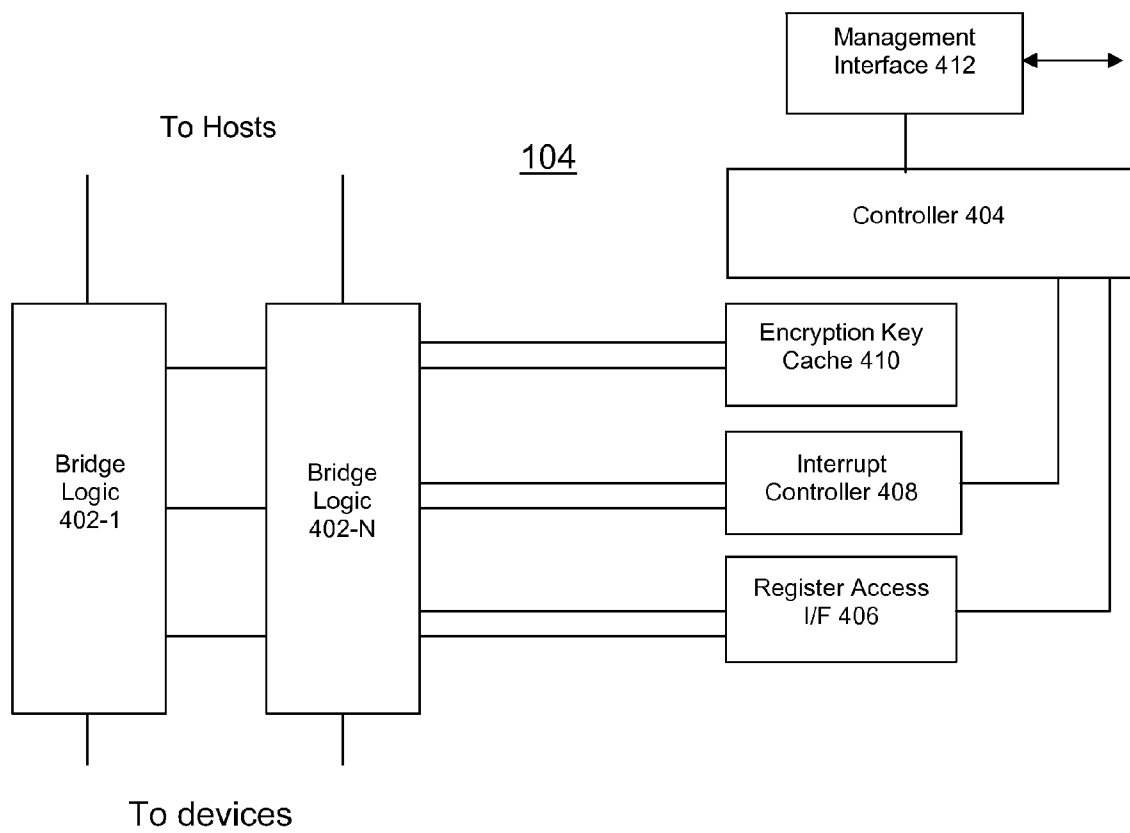 Management
Interface 412
To Hosts
104
Controller 404
Encryption Key
Cache 410
Bridge
Logic
402-1
Bridge
Logic
402-N
Interrupt
Controller 408
Register Access
I/F 406
To devices